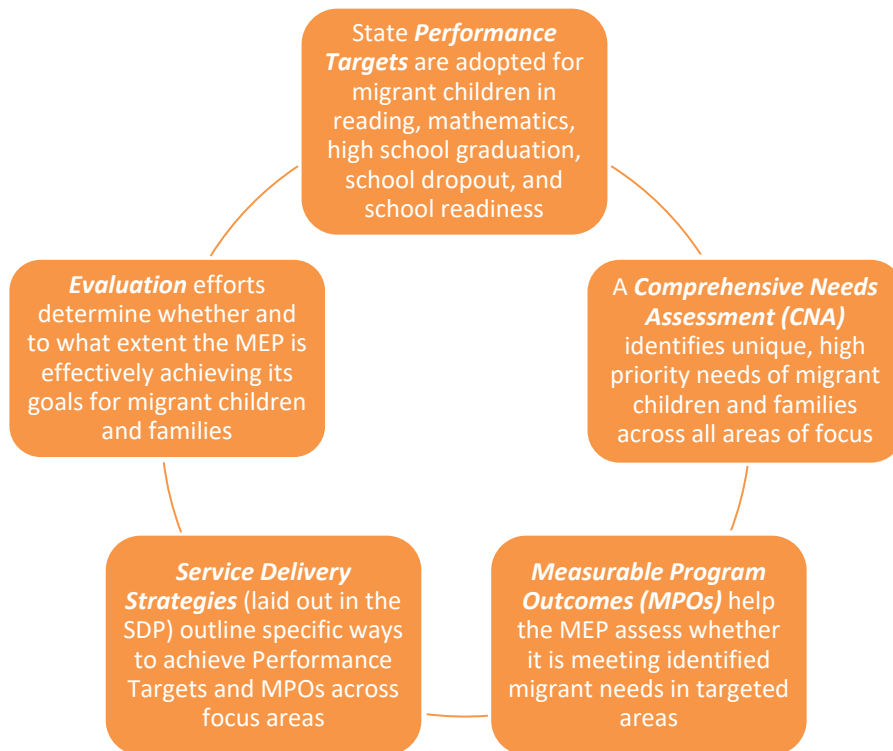 State Performance
Targets are adopted for
migrant children in
reading, mathematics,
high school graduation,
school dropout, and
school readiness
A Comprehensive Needs
Assessment (CNA)
identifies unique, high
priority needs of migrant
children and families
across all areas of focus
Measurable Program
Outcomes (MPOs) help
the MEP assess whether
it is meeting identified
migrant needs in targeted
areas
Service Delivery
Strategies (laid out in the
SDP) outline specific ways
to achieve Performance
Targets and MPOs across
focus areas
Evaluation efforts
determine whether and
to what extent the MEP is
effectively achieving its
goals for migrant children
and families